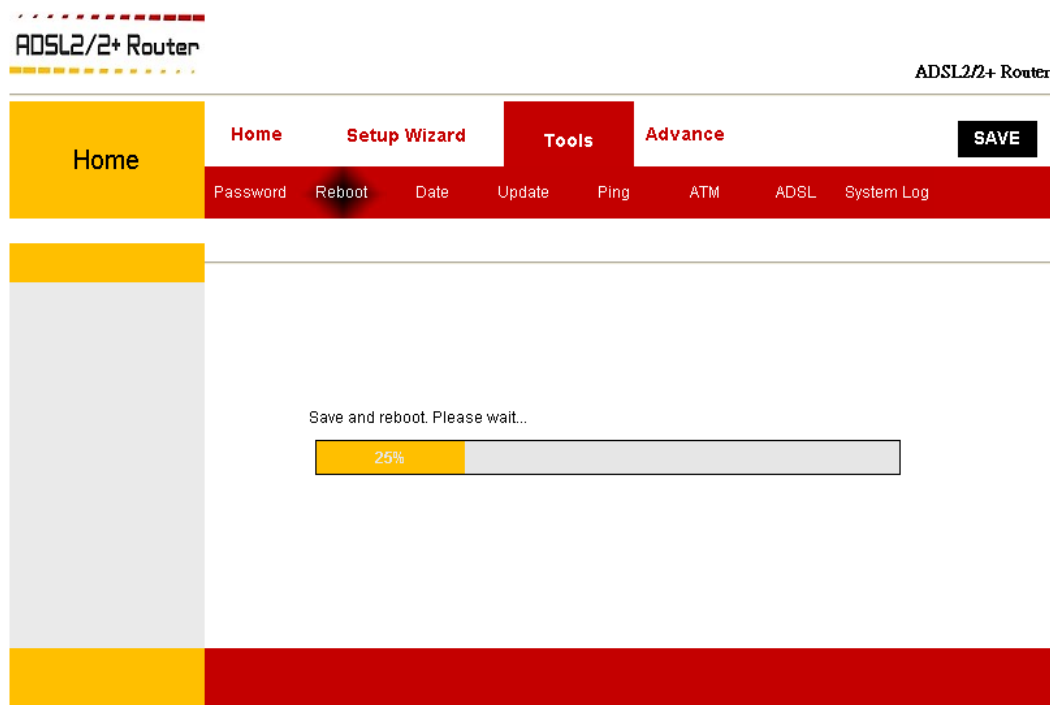 ADSL2/2+ Router
ADSL2/2+ Router
Home
Home Setup Wizard Tools Advance
SAVE
Password Reboot Date Update Ping ATM ADSL System Log
Save and reboot. Please wait...
25%